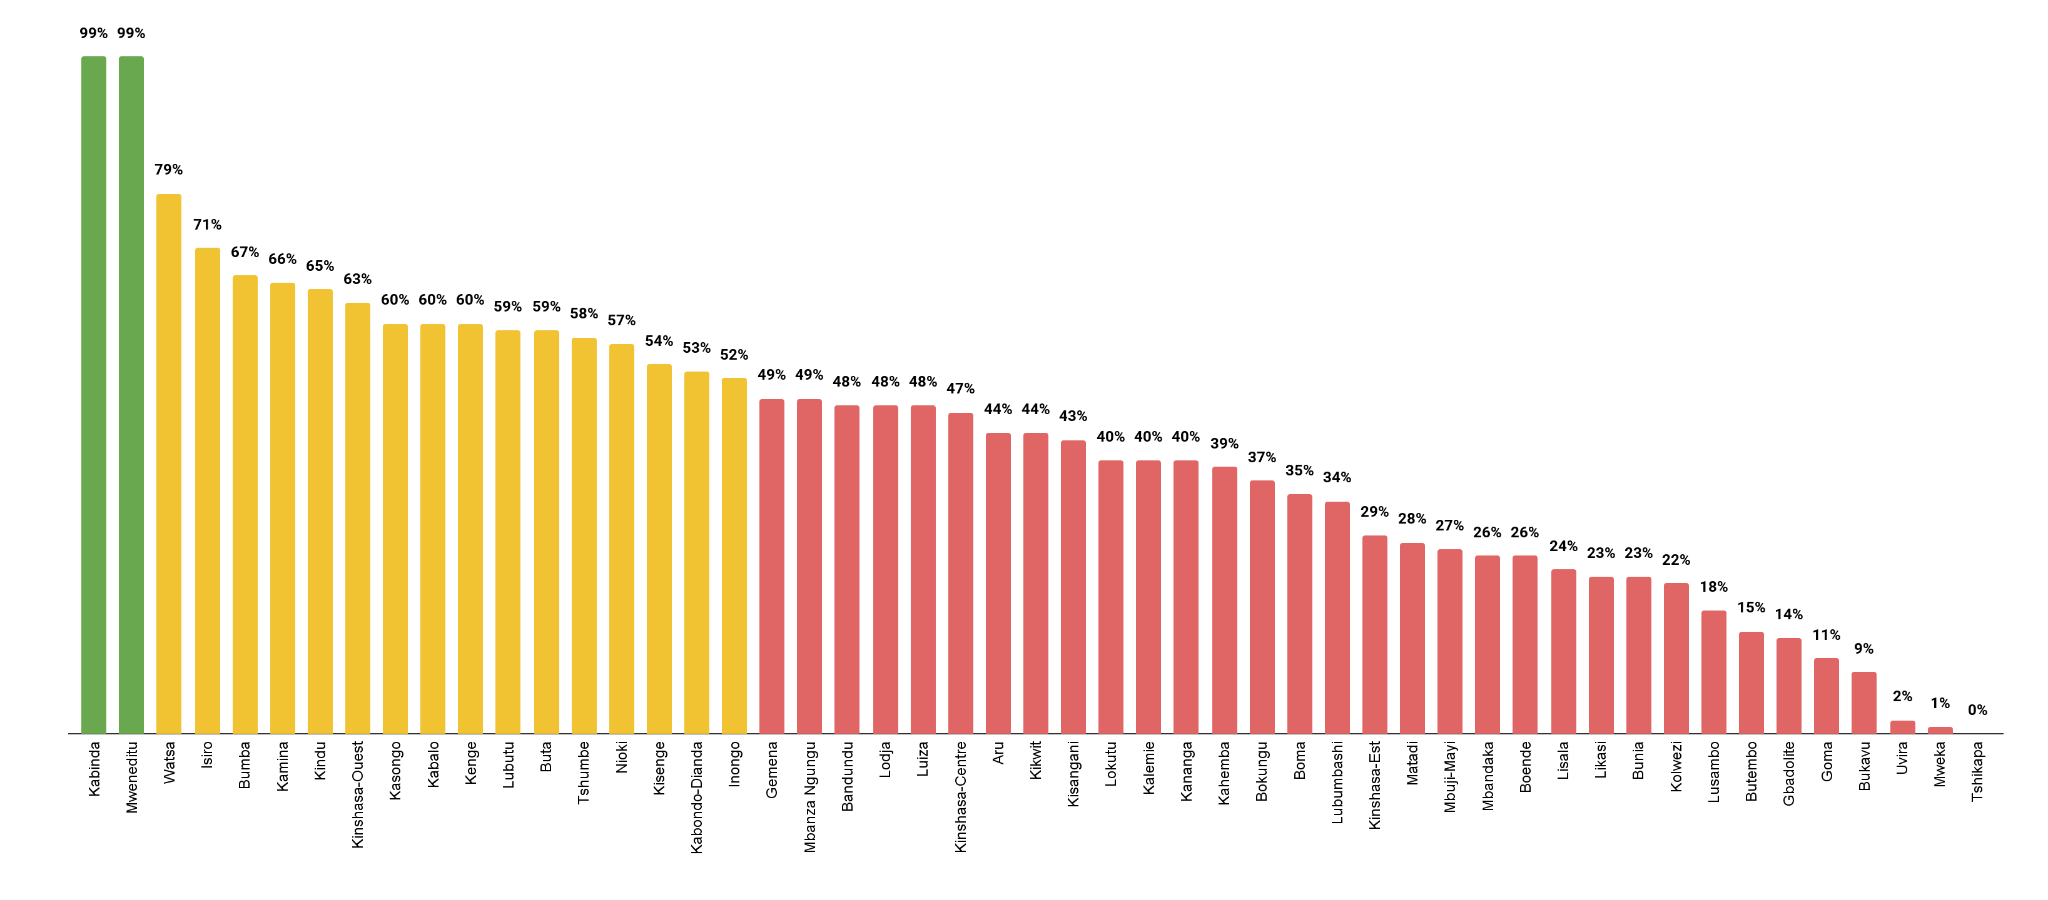 99% 99%
79%
71%
67%
66%
65%
63%
60% 60% 60%
59% 59%
58%
57%
54%
53%
52%
49% 49%
48% 48% 48%
47%
44% 44%
43%
40% 40% 40%
39%
37%
35%
34%
29%
28%
27%
26% 26%
24%
23% 23%
22%
18%
15%
14%
11%
9%
2%
1%
0%
Kabinda
Mweneditu
Watsa
Isiro
Bumba
Kamina
Kindu
Kinshasa-Ouest
Kasongo
Kabalo
Kenge
Lubutu
Buta
Tshumbe
Nioki
Kisenge
Kabondo-Dianda
Inongo
Gemena
Mbanza Ngungu
Bandundu
Lodja
Luiza
Kinshasa-Centre
Aru
Kikwit
Kisangani
Lokutu
Kalemie
Kananga
Kahemba
Bokungu
Boma
Lubumbashi
Kinshasa-Est
Matadi
Mbuji-Mayi
Mbandaka
Boende
Lisala
Likasi
Bunia
Kolwezi
Lusambo
Butembo
Gbadolite
Goma
Bukavu
Uvira
Mweka
Tshikapa